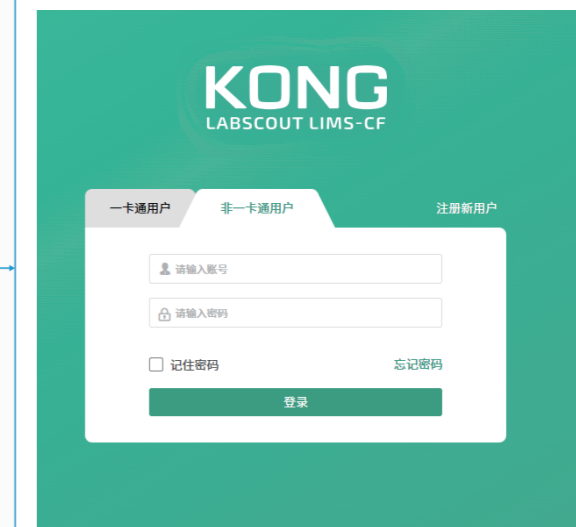 KONG
LABSCOUT LIMS-CF
一卡通用户 非一卡通用户 注册新用户
请输入账号
请输入密码
记住密码 忘记密码
登录